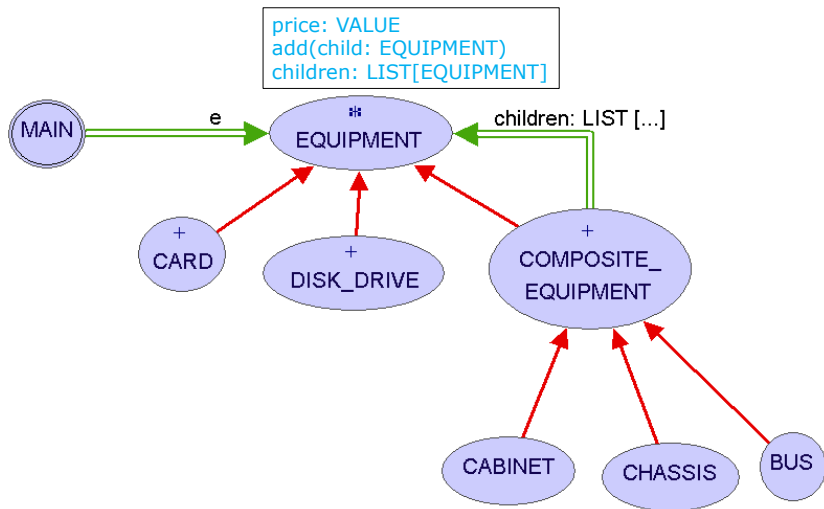 price: VALUE
add(child: EQUIPMENT)
children: LIST[EQUIPMENT]
MAIN
e
*
EQUIPMENT
children: LIST [...]
+
CARD
+
DISK_DRIVE
+
COMPOSITE_
EQUIPMENT
CABINET
CHASSIS
BUS